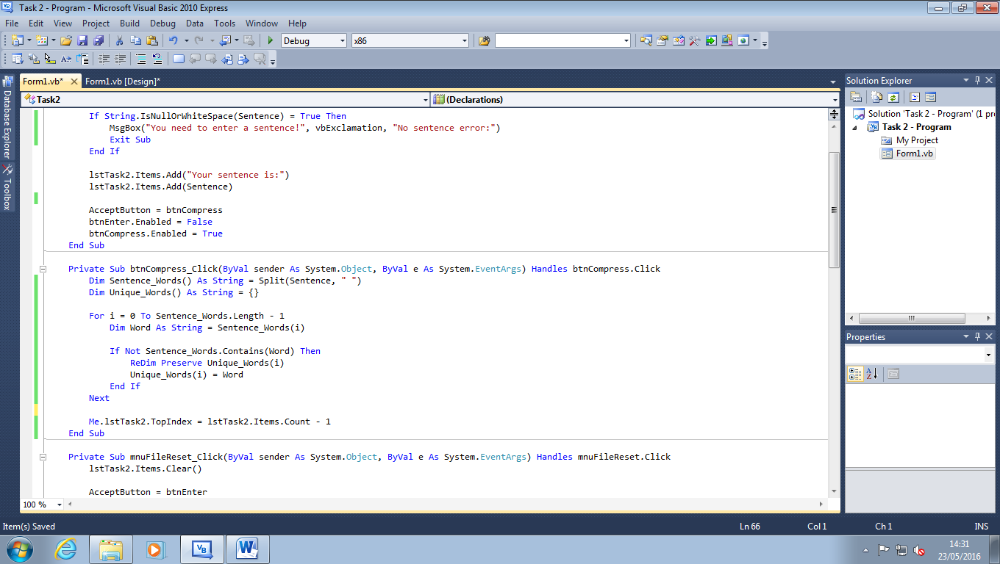 Task 2 - Program - Microsoft Visual Basic 2010 Express
File Edit View Project Build Debug Data Tools Window Help
Debug x86
Form1.vb* Form1.vb [Design]*
Task2 (Declarations)
If String.IsNullOrWhiteSpace(Sentence) = True Then
MsgBox("You need to enter a sentence!", vbExclamation, "No sentence error:")
Exit Sub
End If
lstTask2.Items.Add("Your sentence is:")
lstTask2.Items.Add(Sentence)
AcceptButton = btnCompress
btnEnter.Enabled = False
btnCompress.Enabled = True
End Sub
Private Sub btnCompress_Click(ByVal sender As System.Object, ByVal e As System.EventArgs) Handles btnCompress.Click
Dim Sentence_Words() As String = Split(Sentence, " ")
Dim Unique_Words() As String = {}
For i = 0 To Sentence_Words.Length - 1
Dim Word As String = Sentence_Words(i)
If Not Sentence_Words.Contains(Word) Then
ReDim Preserve Unique_Words(i)
Unique_Words(i) = Word
End If
Next
Me.lstTask2.TopIndex = lstTask2.Items.Count - 1
End Sub
Private Sub mnuFileReset_Click(ByVal sender As System.Object, ByVal e As System.EventArgs) Handles mnuFileReset.Click
lstTask2.Items.Clear()
AcceptButton = btnEnter
100 %
Database Explorer
Toolbox
Solution Explorer
Solution 'Task 2 - Program' (1 pr
Task 2 - Program
My Project
Form1.vb
Properties
Item(s) Saved Ln 66 Col 1 Ch 1 INS
14:31
23/05/2016